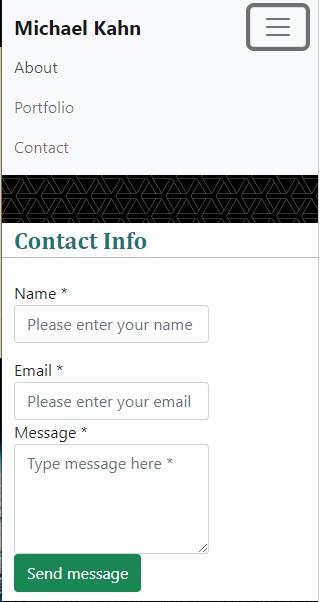 Michael Kahn
About
Portfolio
Contact
Contact Info
Name *
Please enter your name
Email *
Please enter your email
Message *
Type message here *
Send message